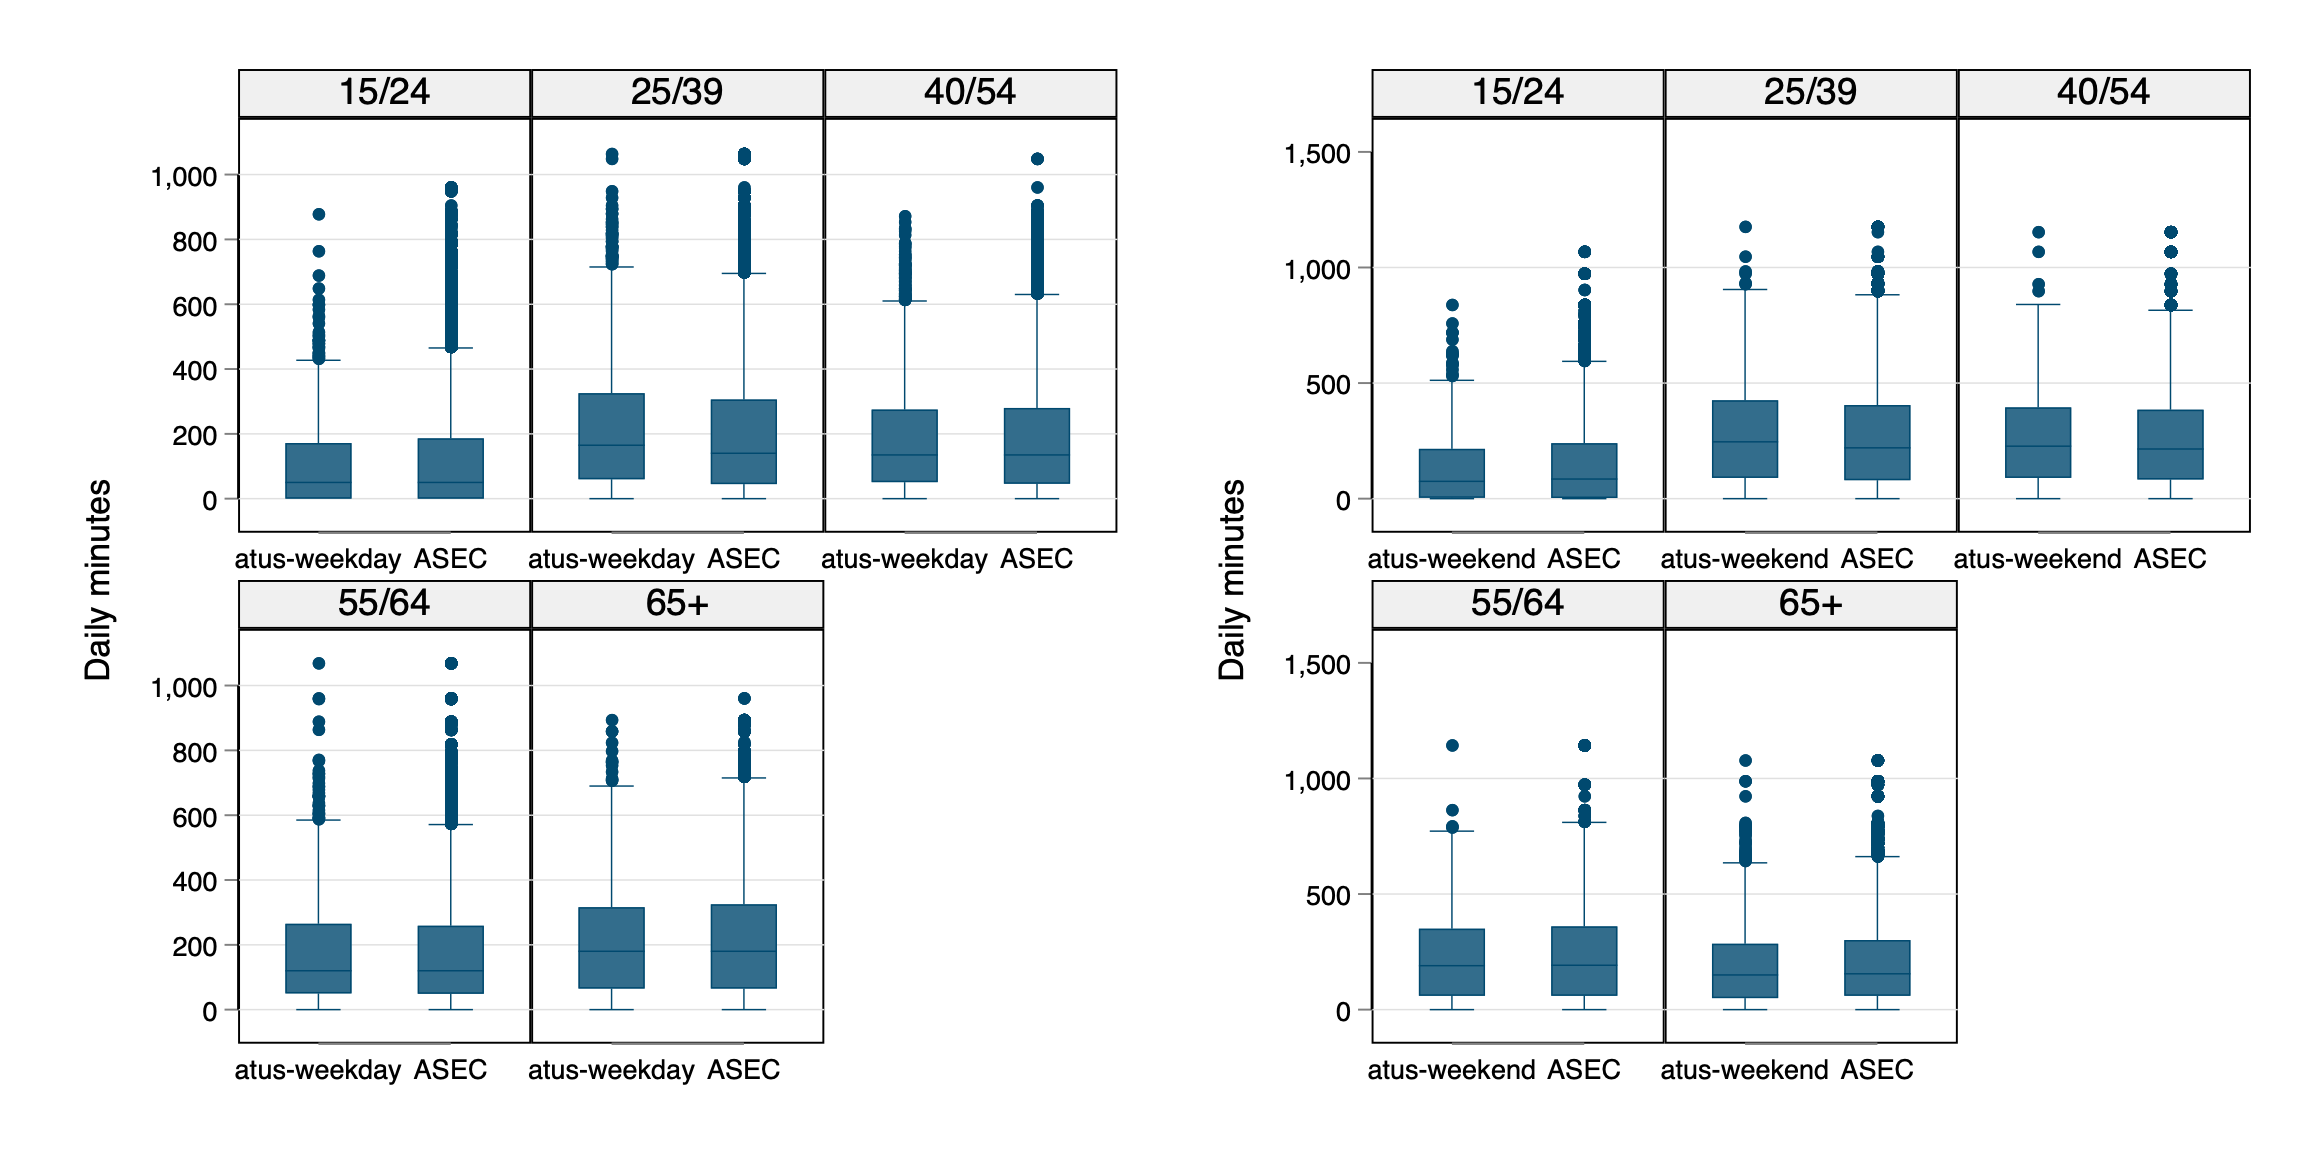 15/24 25/39 40/54
1,000
800
600
400
200
0
atus-weekday ASEC atus-weekday ASEC atus-weekday ASEC
55/64 65+
1,000
800
600
400
200
0
atus-weekday ASEC atus-weekday ASEC
Daily minutes
15/24 25/39 40/54
1,500
1,000
500
0
atus-weekend ASEC atus-weekend ASEC atus-weekend ASEC
55/64 65+
1,500
1,000
500
0
atus-weekend ASEC atus-weekend ASEC
Daily minutes